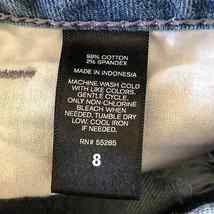 98% COTTON
2% SPANDEX
MADE IN INDONESIA
MACHINE WASH COLD
WITH LIKE COLORS.
GENTLE CYCLE.
ONLY NON-CHLORINE
BLEACH WHEN
NEEDED. TUMBLE DRY
LOW. COOL IRON
IF NEEDED.
RN# 55285
8